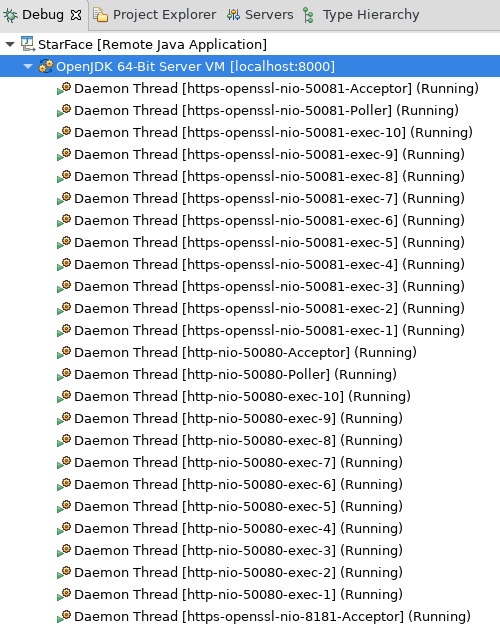 Debug Project Explorer Servers Type Hierarchy
StarFace [Remote Java Application]
OpenJDK 64-Bit Server VM [localhost:8000]
Daemon Thread [https-openssl-nio-50081-Acceptor] (Running)
Daemon Thread [https-openssl-nio-50081-Poller] (Running)
Daemon Thread [https-openssl-nio-50081-exec-10] (Running)
Daemon Thread [https-openssl-nio-50081-exec-9] (Running)
Daemon Thread [https-openssl-nio-50081-exec-8] (Running)
Daemon Thread [https-openssl-nio-50081-exec-7] (Running)
Daemon Thread [https-openssl-nio-50081-exec-6] (Running)
Daemon Thread [https-openssl-nio-50081-exec-5] (Running)
Daemon Thread [https-openssl-nio-50081-exec-4] (Running)
Daemon Thread [https-openssl-nio-50081-exec-3] (Running)
Daemon Thread [https-openssl-nio-50081-exec-2] (Running)
Daemon Thread [https-openssl-nio-50081-exec-1] (Running)
Daemon Thread [http-nio-50080-Acceptor] (Running)
Daemon Thread [http-nio-50080-Poller] (Running)
Daemon Thread [http-nio-50080-exec-10] (Running)
Daemon Thread [http-nio-50080-exec-9] (Running)
Daemon Thread [http-nio-50080-exec-8] (Running)
Daemon Thread [http-nio-50080-exec-7] (Running)
Daemon Thread [http-nio-50080-exec-6] (Running)
Daemon Thread [http-nio-50080-exec-5] (Running)
Daemon Thread [http-nio-50080-exec-4] (Running)
Daemon Thread [http-nio-50080-exec-3] (Running)
Daemon Thread [http-nio-50080-exec-2] (Running)
Daemon Thread [http-nio-50080-exec-1] (Running)
Daemon Thread [https-openssl-nio-8181-Acceptor] (Running)